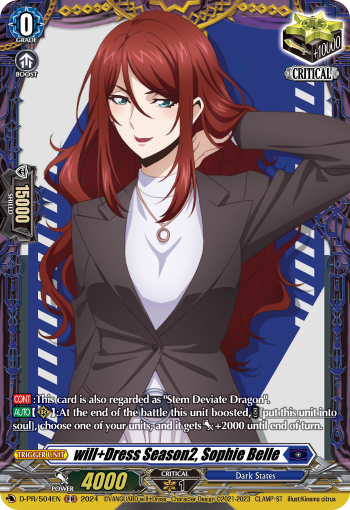 0
GRADE
BOOST
+10000
CRITICAL
15000
SHIELD
CONT:This card is also regarded as "Stem Deviate Dragon".
AUTO【RC】:At the end of the battle this unit boosted, [put this unit into
soul], choose one of your units, and it gets +2000 until end of turn.
TRIGGER UNIT
will+Dress Season2, Sophie Belle
POWER
4000
CRITICAL
1
Dark States
D-PR/504EN 2024 ©VANGUARD will+Dress Character Design ©2021-2023 CLAMP・ST illust:Kinema citrus